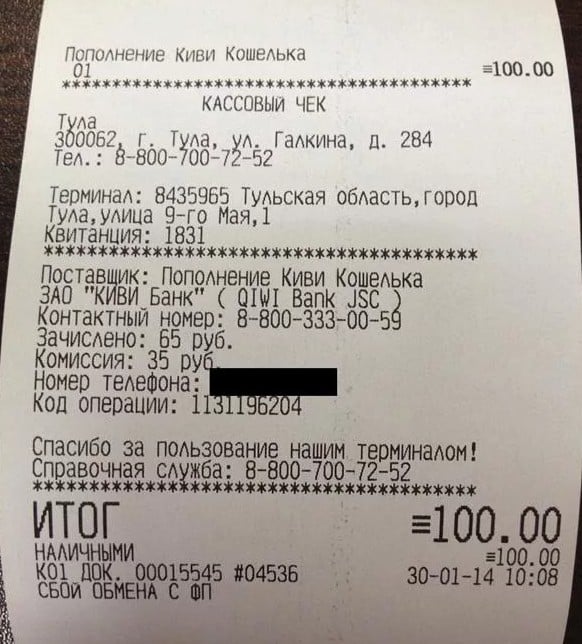 Пополнение Киви Кошелька
01 ≡100.00
****************************************
КАССОВЫЙ ЧЕК
Тула
300062, г. Тула, ул. Галкина, д. 284
Тел.: 8-800-700-72-52
Терминал: 8435965 Тульская область,город
Тула,улица 9-го Мая,1
Квитанция: 1831
****************************************
Поставщик: Пополнение Киви Кошелька
ЗАО "КИВИ Банк" ( QIWI Bank JSC )
Контактный номер: 8-800-333-00-59
Зачислено: 65 руб.
Комиссия: 35 руб.
Номер телефона:
Код операции: 1131196204
Спасибо за пользование нашим терминалом!
Справочная служба: 8-800-700-72-52
****************************************
ИТОГ ≡100.00
НАЛИЧНЫМИ ≡100.00
К01 ДОК. 00015545 #04536 30-01-14 10:08
СБОЙ ОБМЕНА С ФП